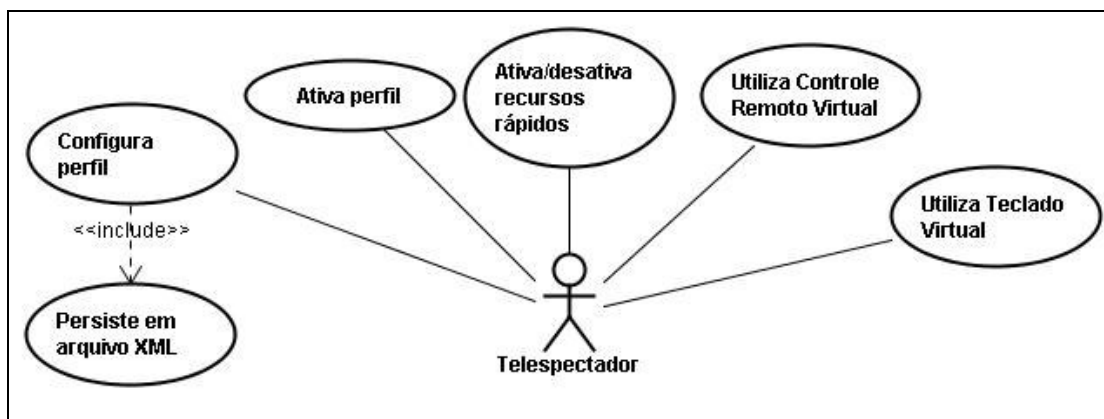 Configura
perfil
<<include>>
Persiste em
arquivo XML
Ativa perfil
Ativa/desativa
recursos
rápidos
Utiliza Controle
Remoto Virtual
Utiliza Teclado
Virtual
Telespectador